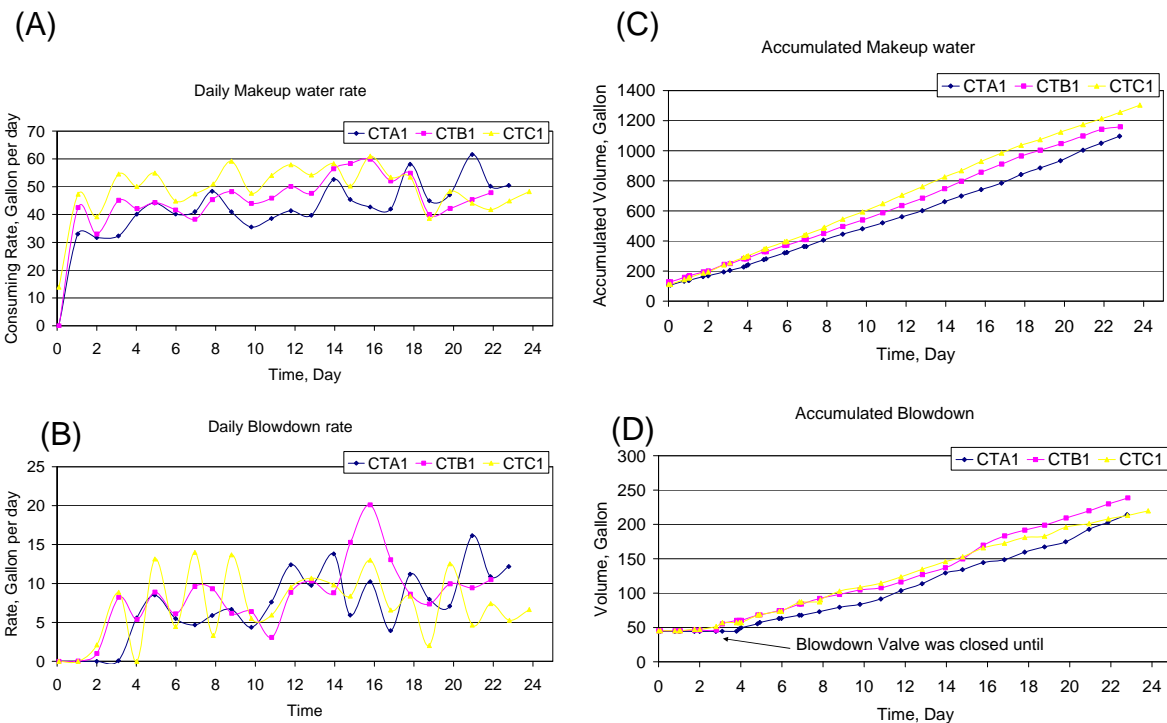 (A)
Daily Makeup water rate
CTA1 CTB1 CTC1
Consuming Rate, Gallon per day
70
60
50
40
30
20
10
0
0 2 4 6 8 10 12 14 16 18 20 22 24
Time, Day
(C)
Accumulated Makeup water
CTA1 CTB1 CTC1
Accumulated Volume, Gallon
1400
1200
1000
800
600
400
200
0
0 2 4 6 8 10 12 14 16 18 20 22 24
Time, Day
(B)
Daily Blowdown rate
CTA1 CTB1 CTC1
Rate, Gallon per day
25
20
15
10
5
0
0 2 4 6 8 10 12 14 16 18 20 22 24
Time
(D)
Accumulated Blowdown
CTA1 CTB1 CTC1
Volume, Gallon
300
250
200
150
100
50
0
Blowdown Valve was closed until
0 2 4 6 8 10 12 14 16 18 20 22 24
Time, Day